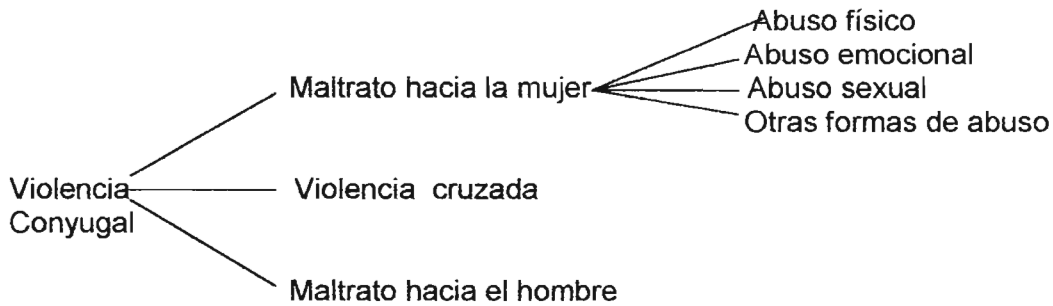 Abuso físico
Abuso emocional
Maltrato hacia la mujer
Abuso sexual
Otras formas de abuso
Violencia
Conyugal
Violencia cruzada
Maltrato hacia el hombre